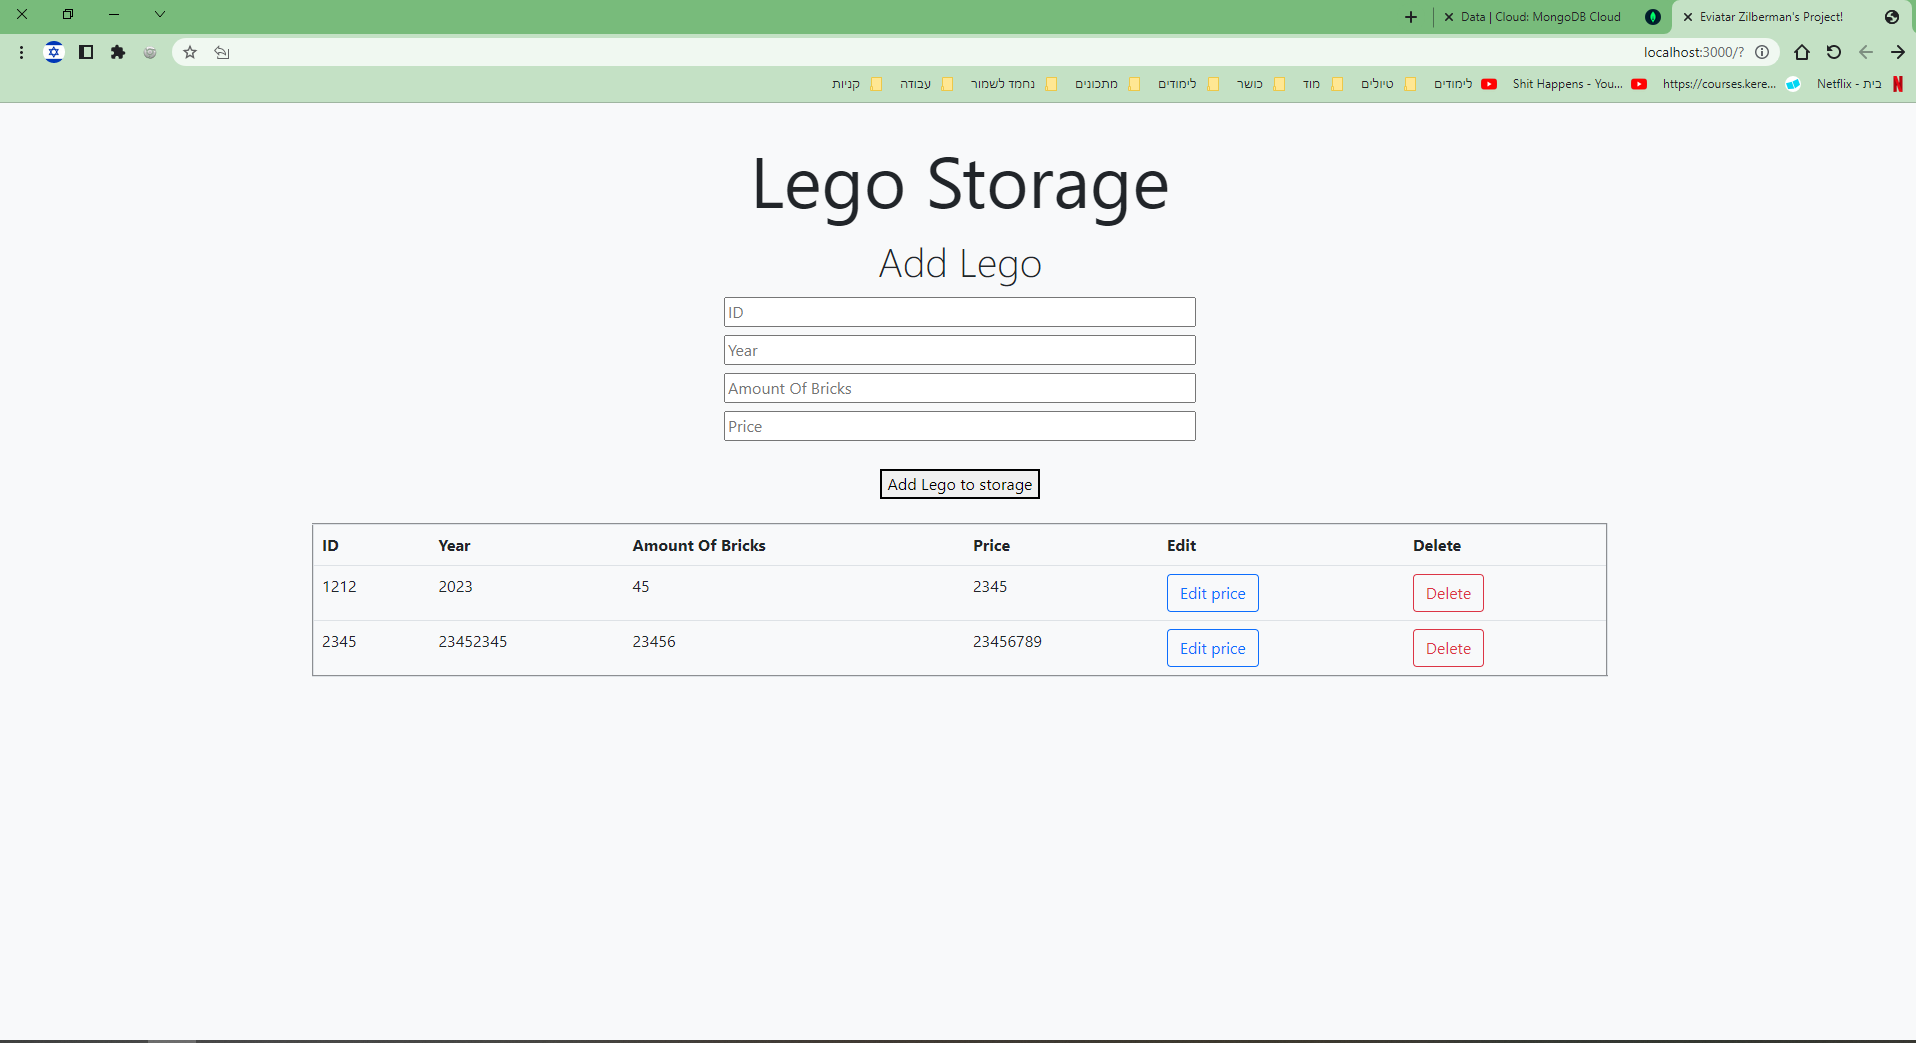 Data | Cloud: MongoDB Cloud
Eviatar Zilberman's Project!
localhost:3000/?
בית - Netflix
https://courses.kere...
Shit Happens - You...
לימודים
טיולים
מוד
כושר
לימודים
מתכונים
נחמד לשמור
עבודה
קניות
Lego Storage
Add Lego
ID
Year
Amount Of Bricks
Price
Add Lego to storage
ID Year Amount Of Bricks Price Edit Delete
1212 2023 45 2345 Edit price Delete
2345 23452345 23456 23456789 Edit price Delete